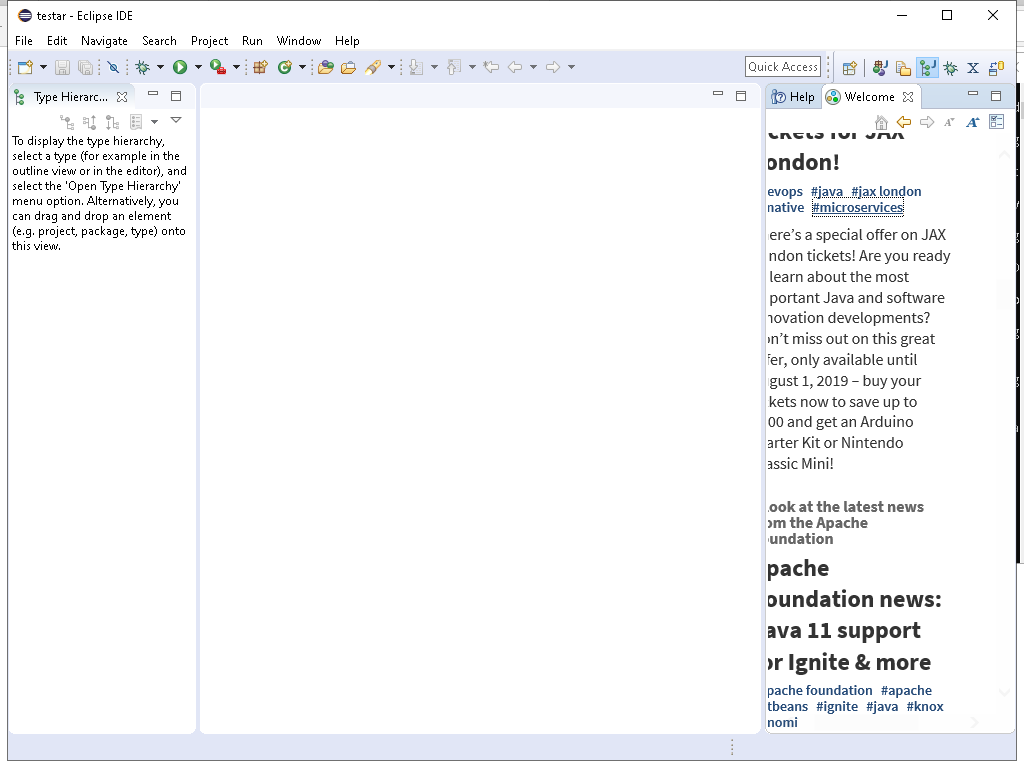 testar - Eclipse IDE
File Edit Navigate Search Project Run Window Help
Quick Access
Type Hierarc...
Help Welcome
To display the type hierarchy,
select a type (for example in the
outline view or in the editor), and
select the 'Open Type Hierarchy'
menu option. Alternatively, you
can drag and drop an element
(e.g. project, package, type) onto
this view.
ckets for JAX
ondon!
evops #java #jax london
native #microservices
ere's a special offer on JAX
ndon tickets! Are you ready
learn about the most
portant Java and software
novation developments?
on't miss out on this great
fer, only available until
gust 1, 2019 – buy your
kets now to save up to
00 and get an Arduino
arter Kit or Nintendo
assic Mini!
ook at the latest news
om the Apache
undation
pache
oundation news:
ava 11 support
or Ignite & more
pache foundation #apache
tbeans #ignite #java #knox
nomi